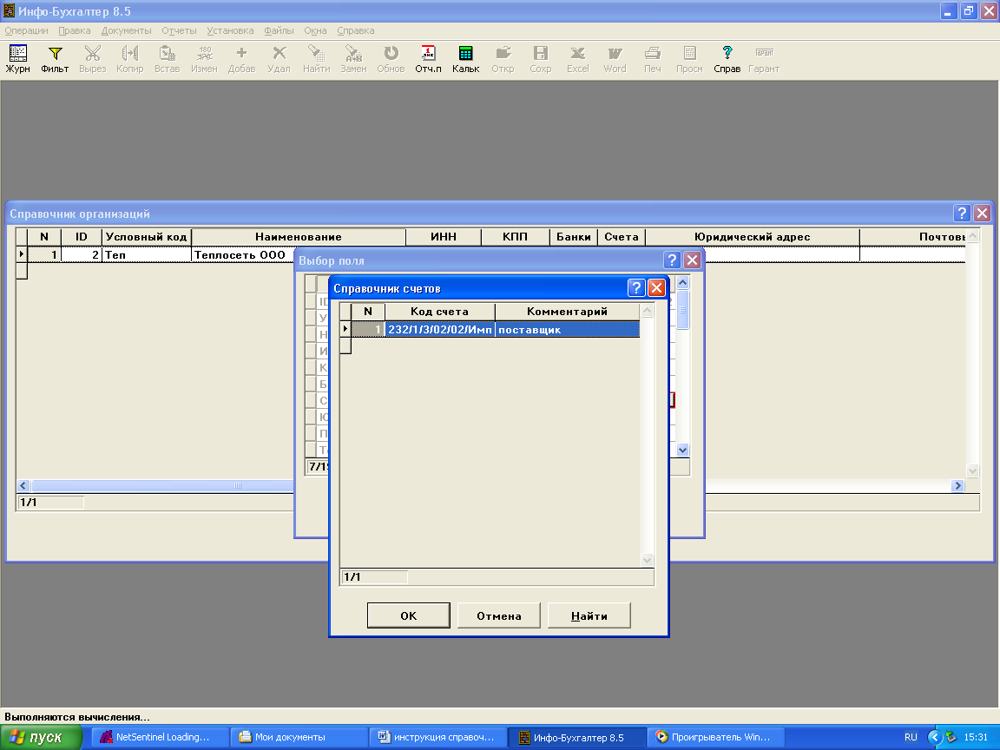 Инфо-Бухгалтер 8.5
Операции Правка Документы Отчеты Установка Файлы Окна Справка
Журн Фильт Вырез Копир Встав Измен Добав Удал Найти Замен Обнов Отч.п Кальк Откр Сохр Excel Word Печ Просм Справ Гарант
Справочник организаций
N ID Условный код Наименование ИНН КПП Банки Счета Юридический адрес
1 2 Теп Теплосеть ООО
Выбор поля
Справочник счетов
N Код счета Комментарий
1 232/1/3/02/02/Имп поставщик
1/1
OK Отмена Найти
1/1
Выполняются вычисления...
пуск NetSentinel Loading... Мои документы инструкция справоч... Инфо-Бухгалтер 8.5 Проигрыватель Win... RU 15:31